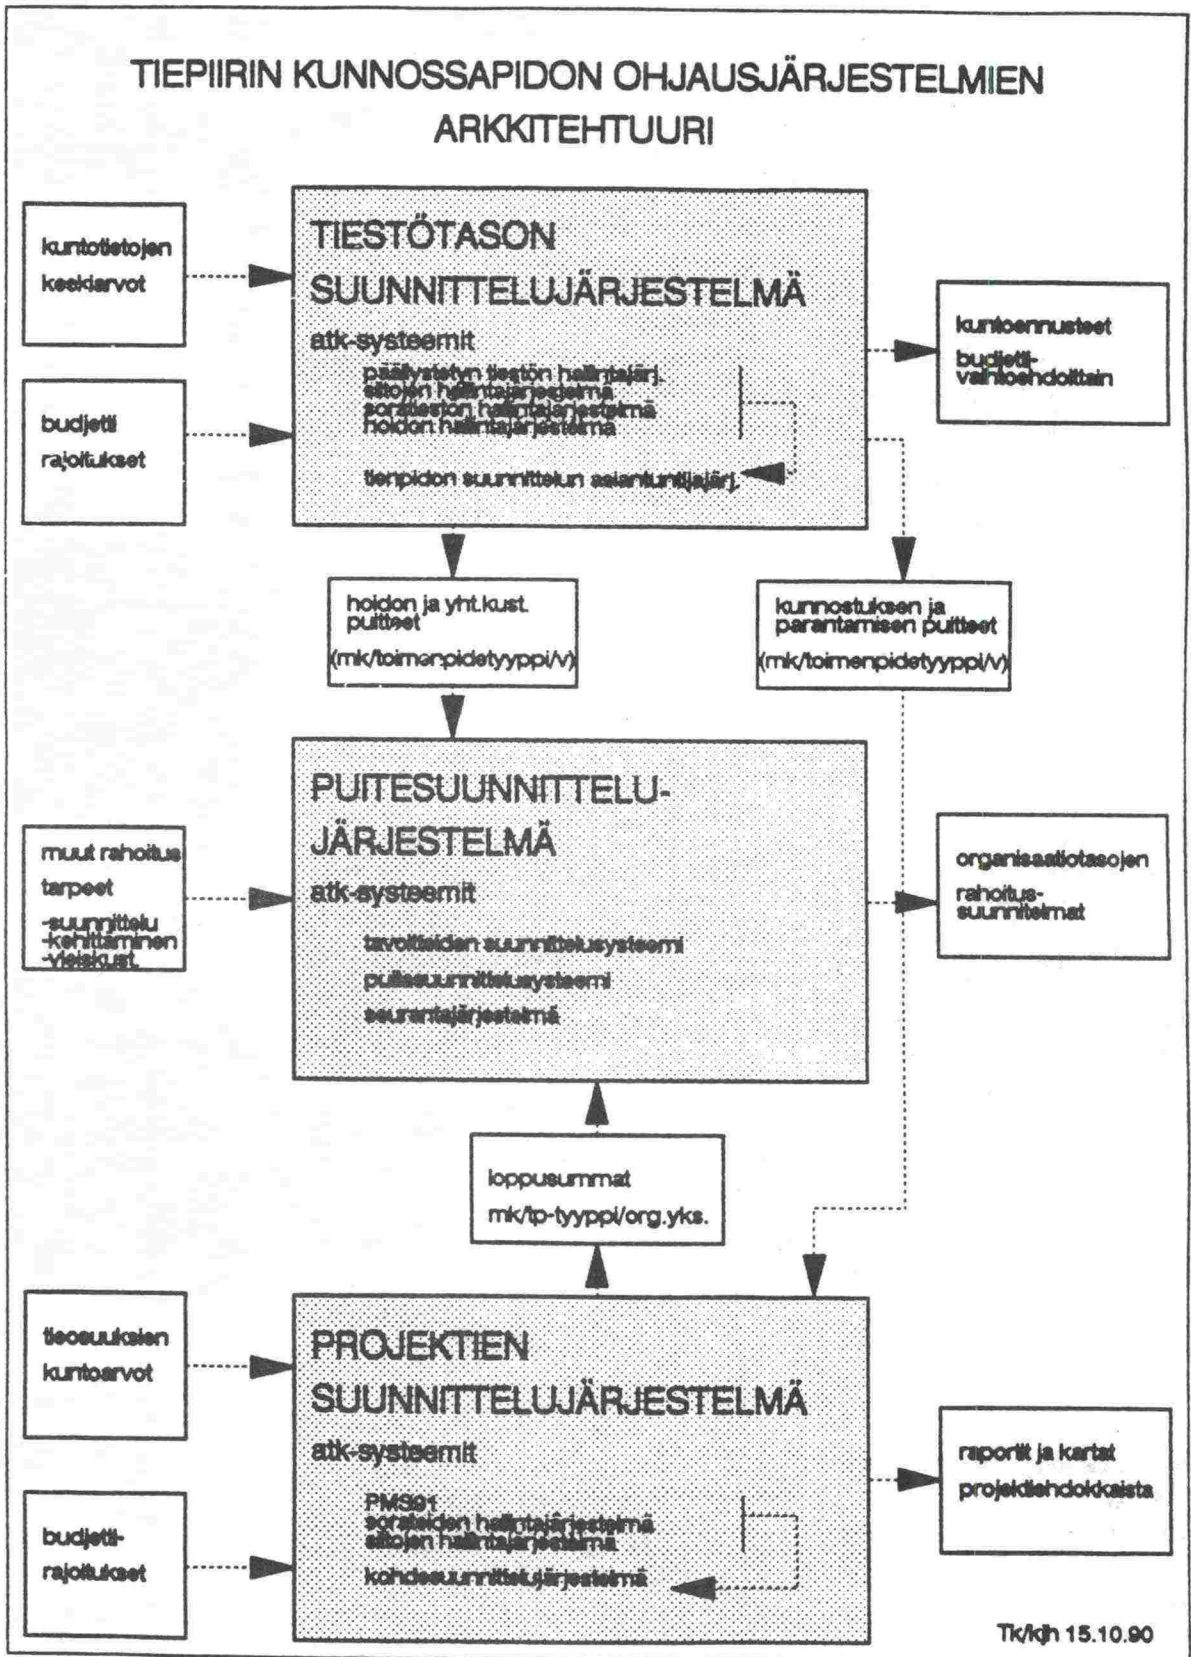 TIEPIIRIN KUNNOSSAPIDON OHJAUSJÄRJESTELMIEN
ARKKITEHTUURI
kuntotietojen
keskiarvot
budjetti
rajoitukset
TIESTÖTASON
SUUNNITTELUJÄRJESTELMÄ
atk-systeemit
päällystetyn tiestön hallintajärj.
siltojen hallintajärjestelmä
soratiestön hallintajärjestelmä
hoidon hallintajärjestelmä
tienpidon suunnittelun asiantuntijajärj.
kuntoennusteet
budjetti-
vaihtoehdoittain
hoidon ja yht.kust.
puitteet
(mk/toimenpidetyyppi/v)
kunnostuksen ja
parantamisen puitteet
(mk/toimenpidetyyppi/v)
muut rahoitus
tarpeet
-suunnittelu
-kehittäminen
-yleiskust.
PUITESUUNNITTELU-
JÄRJESTELMÄ
atk-systeemit
tavoitteiden suunnittelusysteemi
puitesuunnittelusysteemi
seurantajärjestelmä
organisaatiotasojen
rahoitus-
suunnitelmat
loppusummat
mk/tp-tyyppi/org.yks.
tieosuuksien
kuntoarvot
budjetti-
rajoitukset
PROJEKTIEN
SUUNNITTELUJÄRJESTELMÄ
atk-systeemit
PMS91
sorateiden hallintajärjestelmä
siltojen hallintajärjestelmä
kohdesuunnittelujärjestelmä
raportit ja kartat
projektiehdokkaista
Tk/kjh 15.10.90